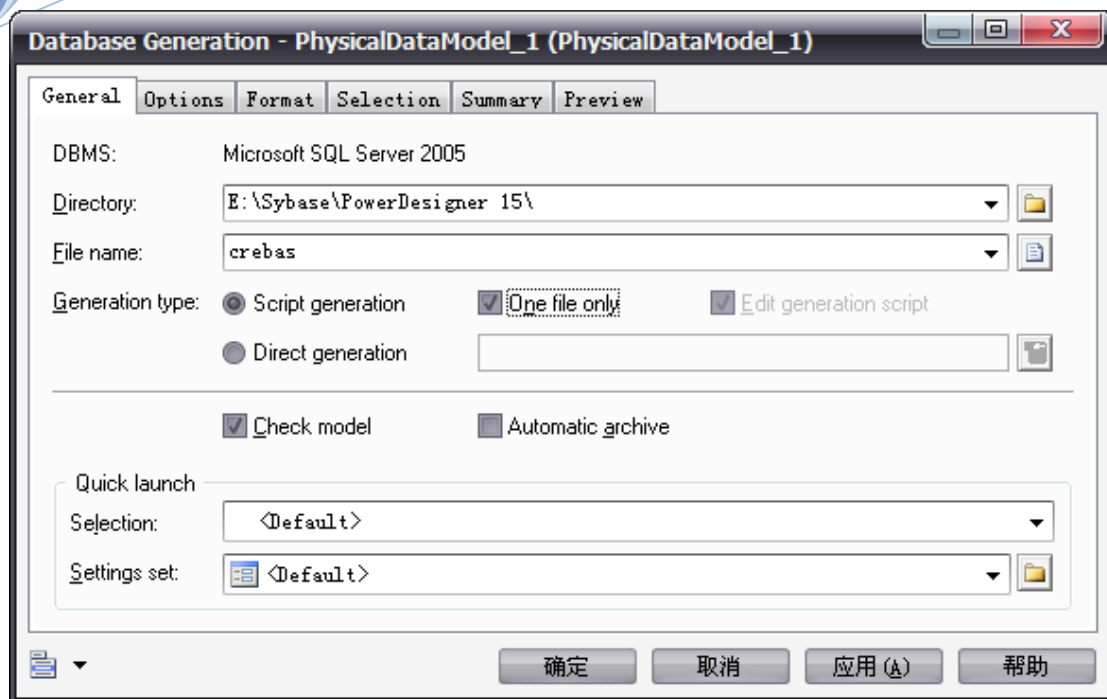 Database Generation - PhysicalDataModel_1 (PhysicalDataModel_1)
General Options Format Selection Summary Preview
DBMS: Microsoft SQL Server 2005
Directory: E:\Sybase\PowerDesigner 15\
File name: crebas
Generation type: Script generation One file only Edit generation script
Direct generation
Check model Automatic archive
Quick launch
Selection: <Default>
Settings set: <Default>
确定 取消 应用(A) 帮助